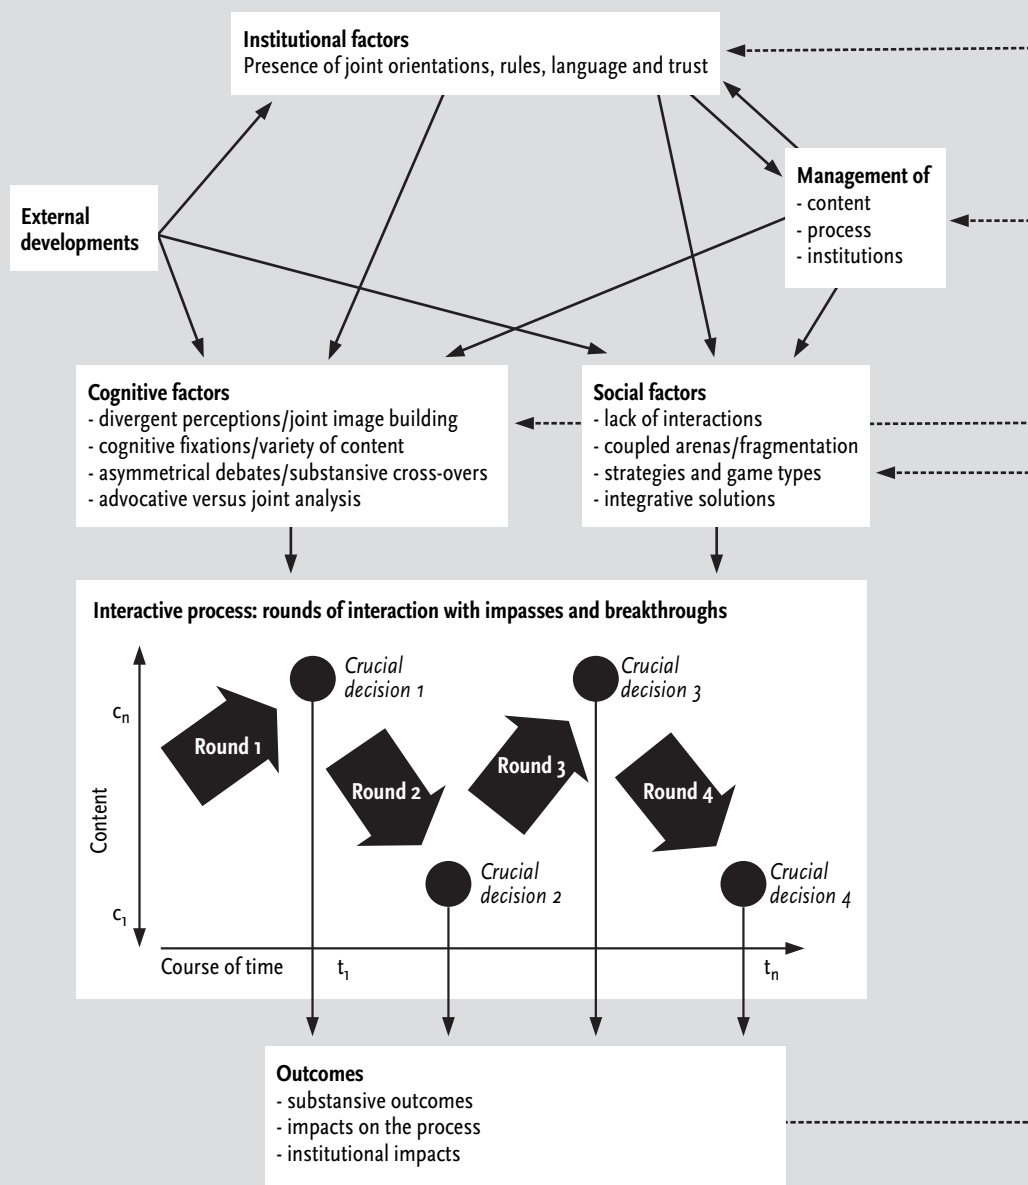 Institutional factors
Presence of joint orientations, rules, language and trust
Management of
- content
- process
- institutions
External
developments
Cognitive factors
- divergent perceptions/joint image building
- cognitive fixations/variety of content
- asymmetrical debates/substansive cross-overs
- advocative versus joint analysis
Social factors
- lack of interactions
- coupled arenas/fragmentation
- strategies and game types
- integrative solutions
Interactive process: rounds of interaction with impasses and breakthroughs
Crucial
decision 1
Crucial
decision 3
cn
Round 1
Round 2
Round 3
Round 4
Content
Crucial
decision 2
Crucial
decision 4
c1
Course of time
t1
tn
Outcomes
- substansive outcomes
- impacts on the process
- institutional impacts